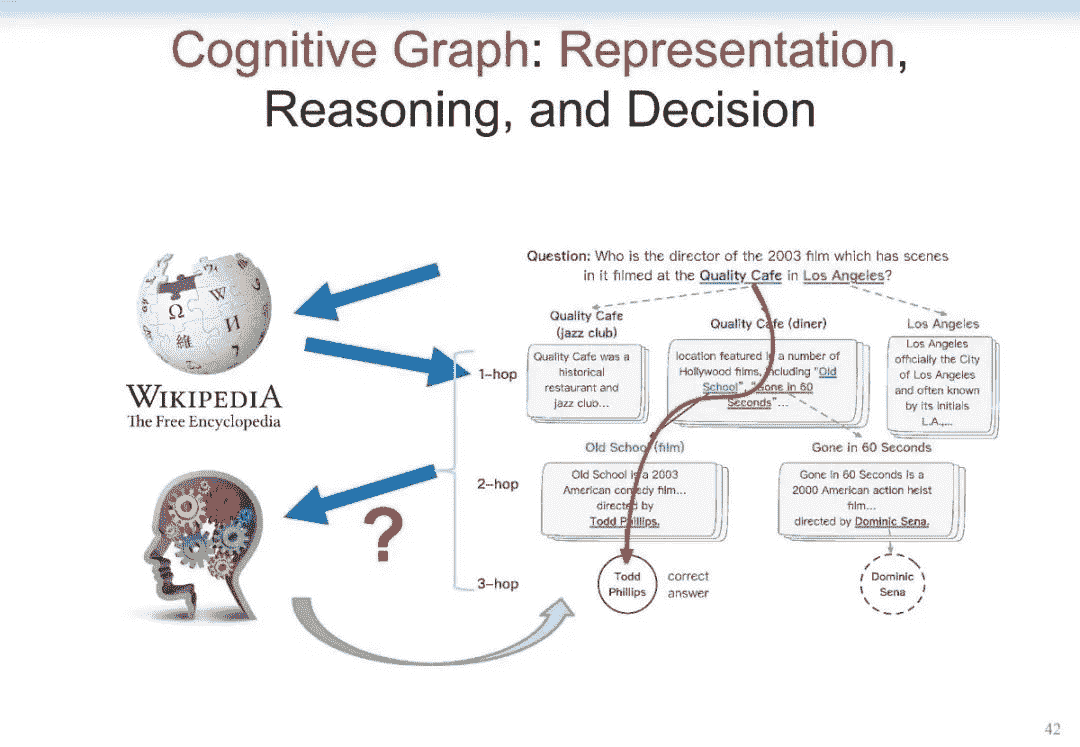 Cognitive Graph: Representation,
Reasoning, and Decision
Question: Who is the director of the 2003 film which has scenes
in it filmed at the Quality Cafe in Los Angeles?
Ω
W
И
維
7
WIKIPEDIA
The Free Encyclopedia
?
1-hop
2-hop
3-hop
Quality Cafe
(jazz club)
Quality Cafe was a
historical
restaurant and
jazz club...
Quality Cafe (diner)
location featured in a number of
Hollywood films, including "Old
School", "Gone in 60
Seconds"...
Los Angeles
Los Angeles
officially the City
of Los Angeles
and often known
by its initials
L.A.,...
Old School (film)
Old School is a 2003
American comedy film...
directed by
Todd Phillips.
Gone in 60 Seconds
Gone in 60 Seconds is a
2000 American action heist
film...
directed by Dominic Sena.
Todd
Phillips
correct
answer
Dominic
Sena
42